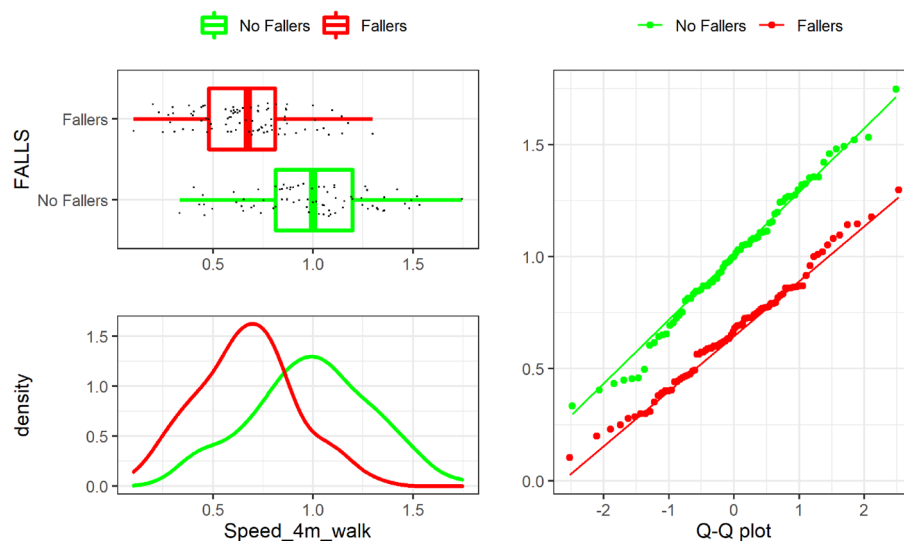 No Fallers Fallers
FALLS
Fallers
No Fallers
0.5 1.0 1.5
density
1.5
1.0
0.5
0.0
0.5 1.0 1.5
Speed_4m_walk
No Fallers Fallers
1.5
1.0
0.5
0.0
-2 -1 0 1 2
Q-Q plot